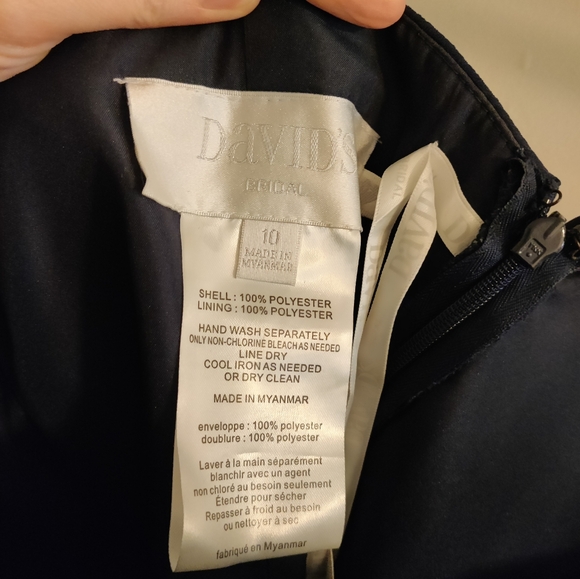 DaVID'S
BRIDAL
10
MADE IN
MYANMAR
SHELL : 100% POLYESTER
LINING : 100% POLYESTER
HAND WASH SEPARATELY
ONLY NON-CHLORINE BLEACH AS NEEDED
LINE DRY
COOL IRON AS NEEDED
OR DRY CLEAN
MADE IN MYANMAR
enveloppe : 100% polyester
doublure : 100% polyester
Laver à la main séparément
blanchir avec un agent
non chloré au besoin seulement
Étendre pour sécher
Repasser à froid au besoin
ou nettoyer à sec
fabriqué en Myanmar